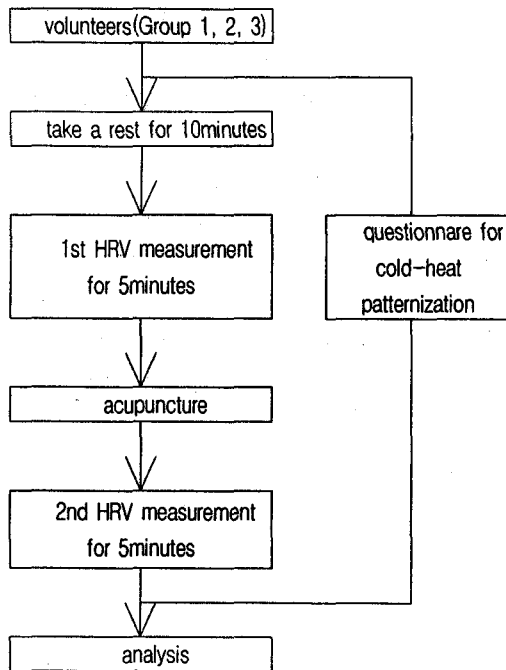 volunteers(Group 1, 2, 3)
take a rest for 10minutes
1st HRV measurement
for 5minutes
questionnare for
cold-heat
patternization
acupuncture
2nd HRV measurement
for 5minutes
analysis